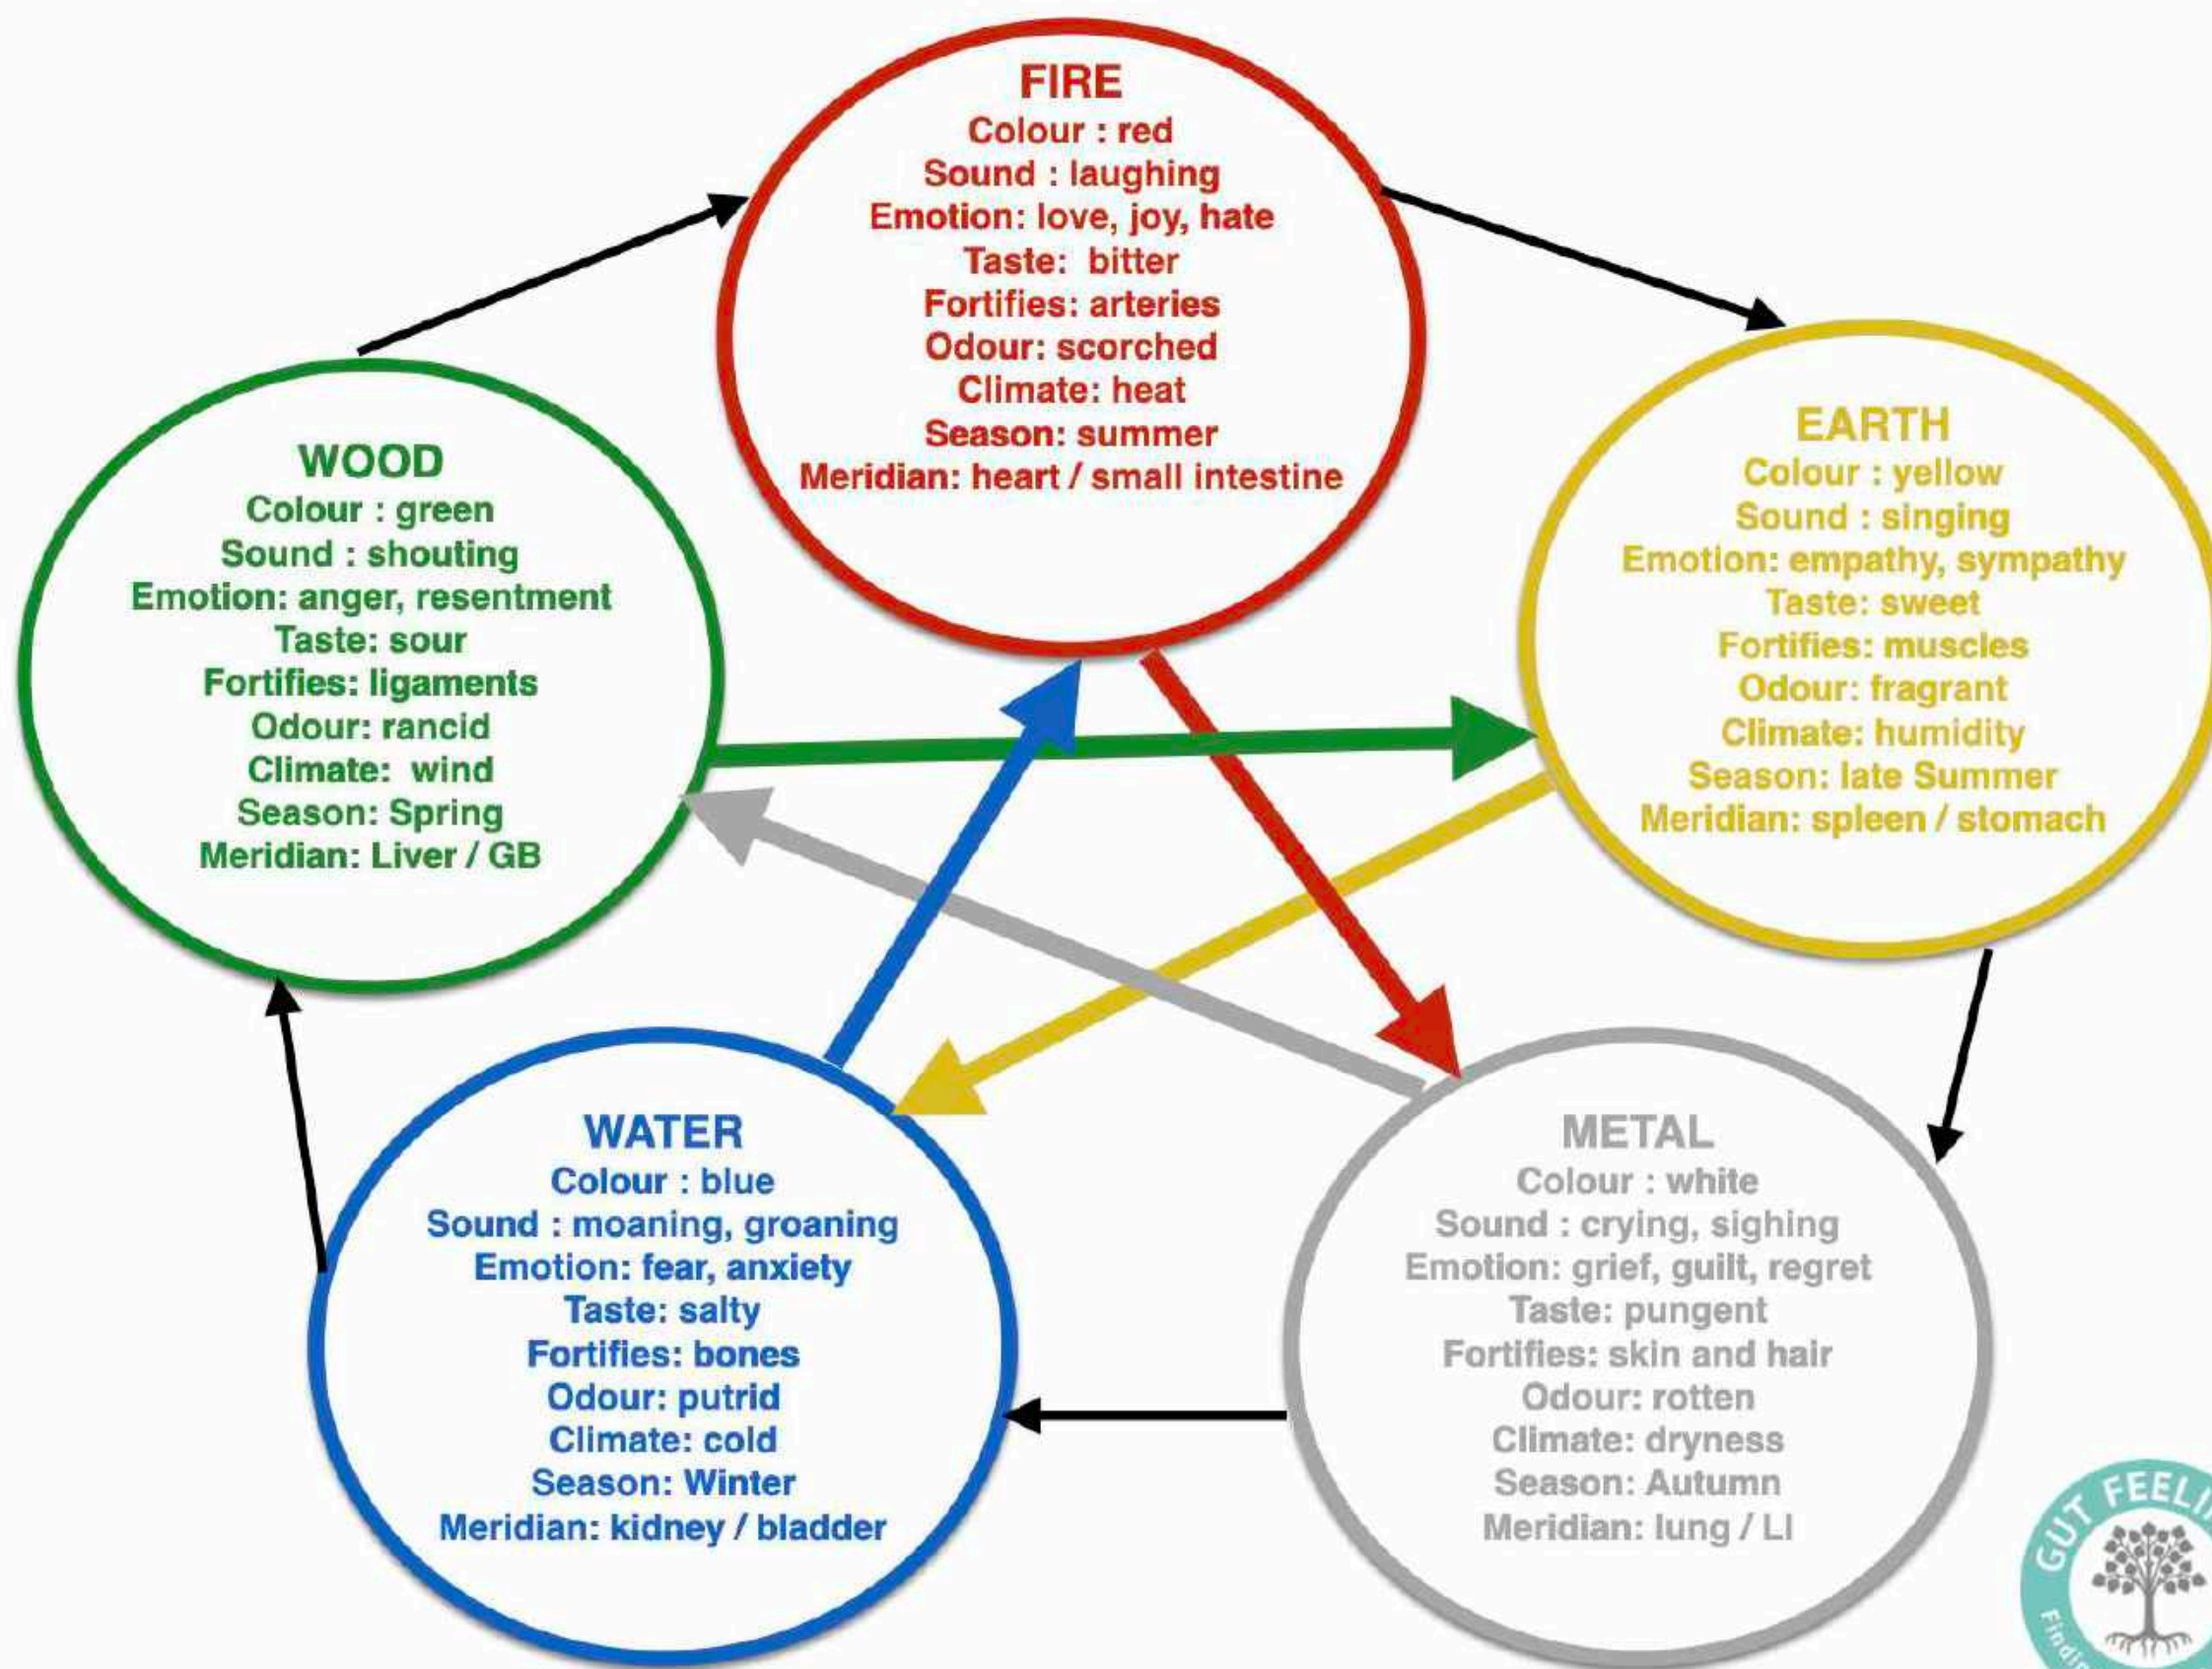 FIRE
Colour : red
Sound : laughing
Emotion: love, joy, hate
Taste: bitter
Fortifies: arteries
Odour: scorched
Climate: heat
Season: summer
Meridian: heart / small intestine
WOOD
Colour : green
Sound : shouting
Emotion: anger, resentment
Taste: sour
Fortifies: ligaments
Odour: rancid
Climate: wind
Season: Spring
Meridian: Liver / GB
EARTH
Colour : yellow
Sound : singing
Emotion: empathy, sympathy
Taste: sweet
Fortifies: muscles
Odour: fragrant
Climate: humidity
Season: late Summer
Meridian: spleen / stomach
WATER
Colour : blue
Sound : moaning, groaning
Emotion: fear, anxiety
Taste: salty
Fortifies: bones
Odour: putrid
Climate: cold
Season: Winter
Meridian: kidney / bladder
METAL
Colour : white
Sound : crying, sighing
Emotion: grief, guilt, regret
Taste: pungent
Fortifies: skin and hair
Odour: rotten
Climate: dryness
Season: Autumn
Meridian: lung / LI
GUT